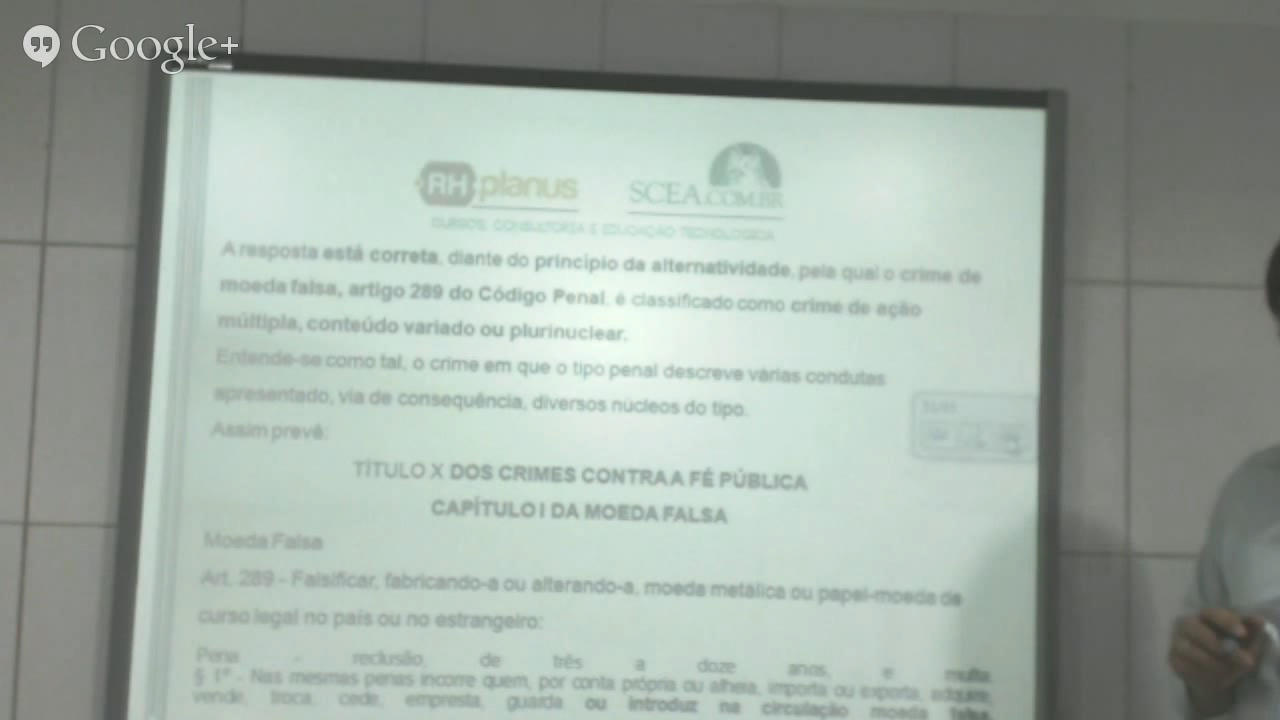 Google+
RH planus
SCEA.COM.BR
CURSOS, CONSULTORIA E EDUCAÇÃO TECNOLOGICA
A resposta está correta, diante do princípio da alternatividade, pela qual o crime de
moeda falsa, artigo 289 do Código Penal, é classificado como crime de ação
múltipla, conteúdo variado ou plurinuclear.
Entende-se como tal, o crime em que o tipo penal descreve várias condutas
apresentado, via de consequência, diversos núcleos do tipo.
Assim prevê:
TÍTULO X DOS CRIMES CONTRA A FÉ PÚBLICA
CAPÍTULO I DA MOEDA FALSA
Moeda Falsa
Art. 289 - Falsificar, fabricando-a ou alterando-a, moeda metálica ou papel-moeda de
curso legal no país ou no estrangeiro:
Pena - reclusão, de três a doze anos, e multa
§ 1º - Nas mesmas penas incorre quem, por conta própria ou alheia, importa ou exporta, adquire,
vende, troca, cede, empresta, guarda ou introduz na circulação moeda falsa.